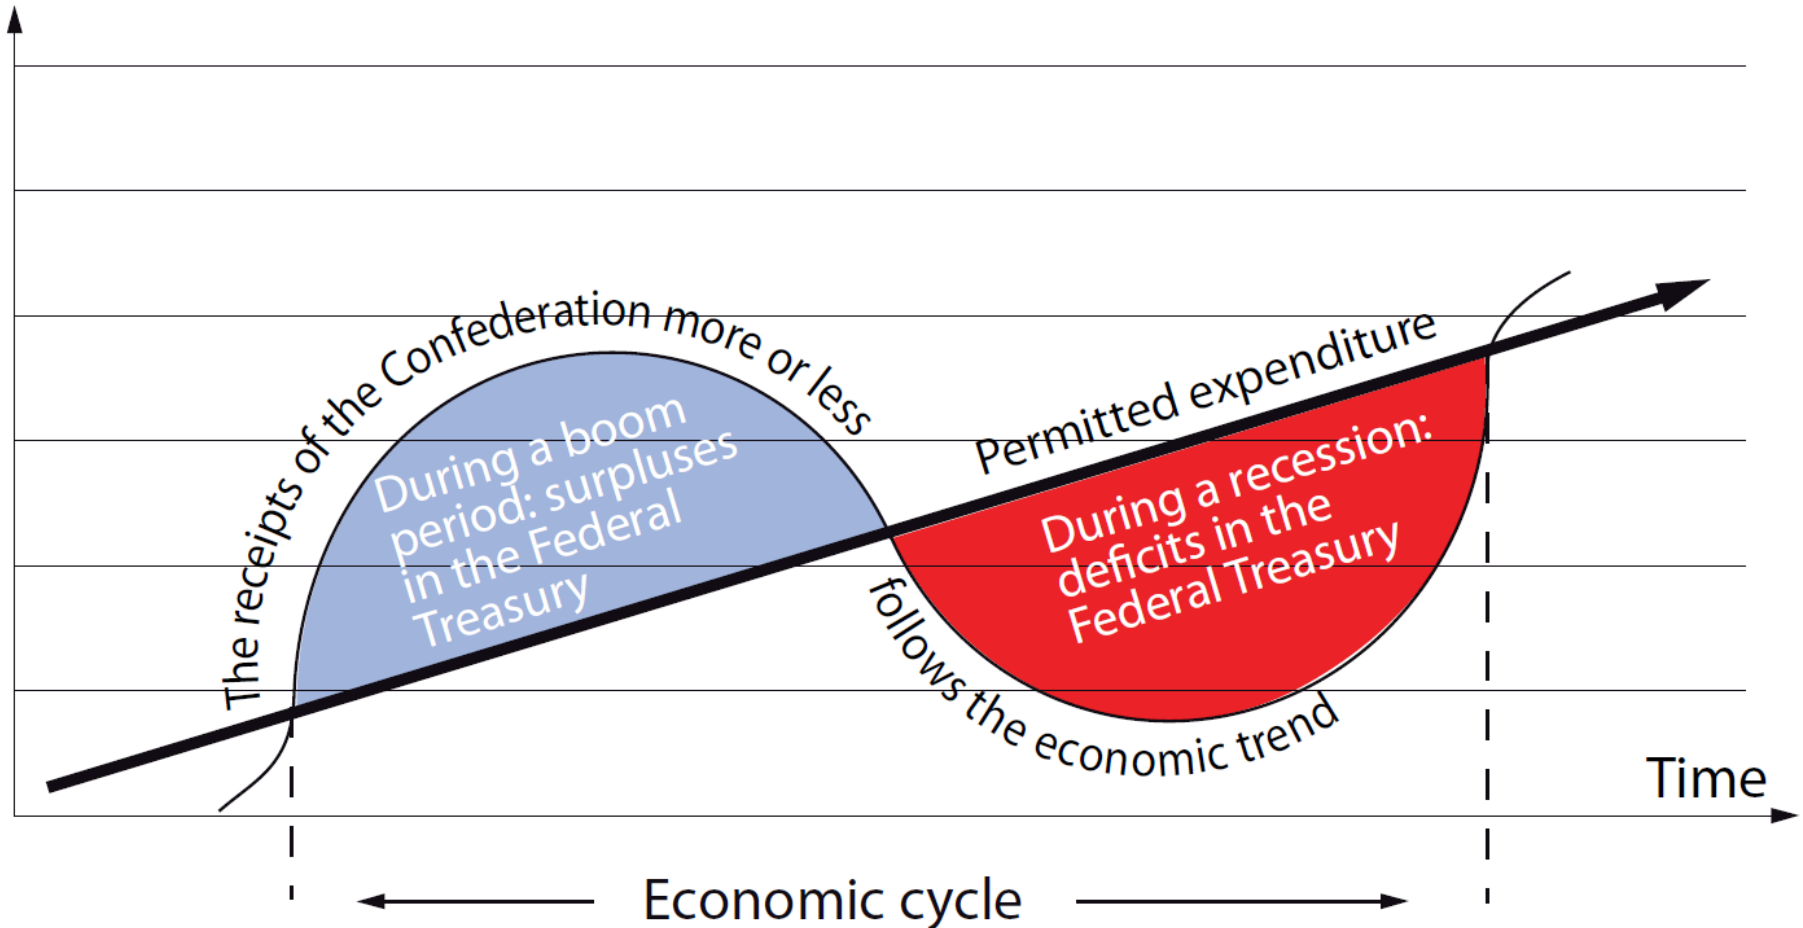 The receipts of the Confederation more or less
follows the economic trend
During a boom
period: surpluses
in the Federal
Treasury
Permitted expenditure
During a recession:
deficits in the
Federal Treasury
Time
Economic cycle